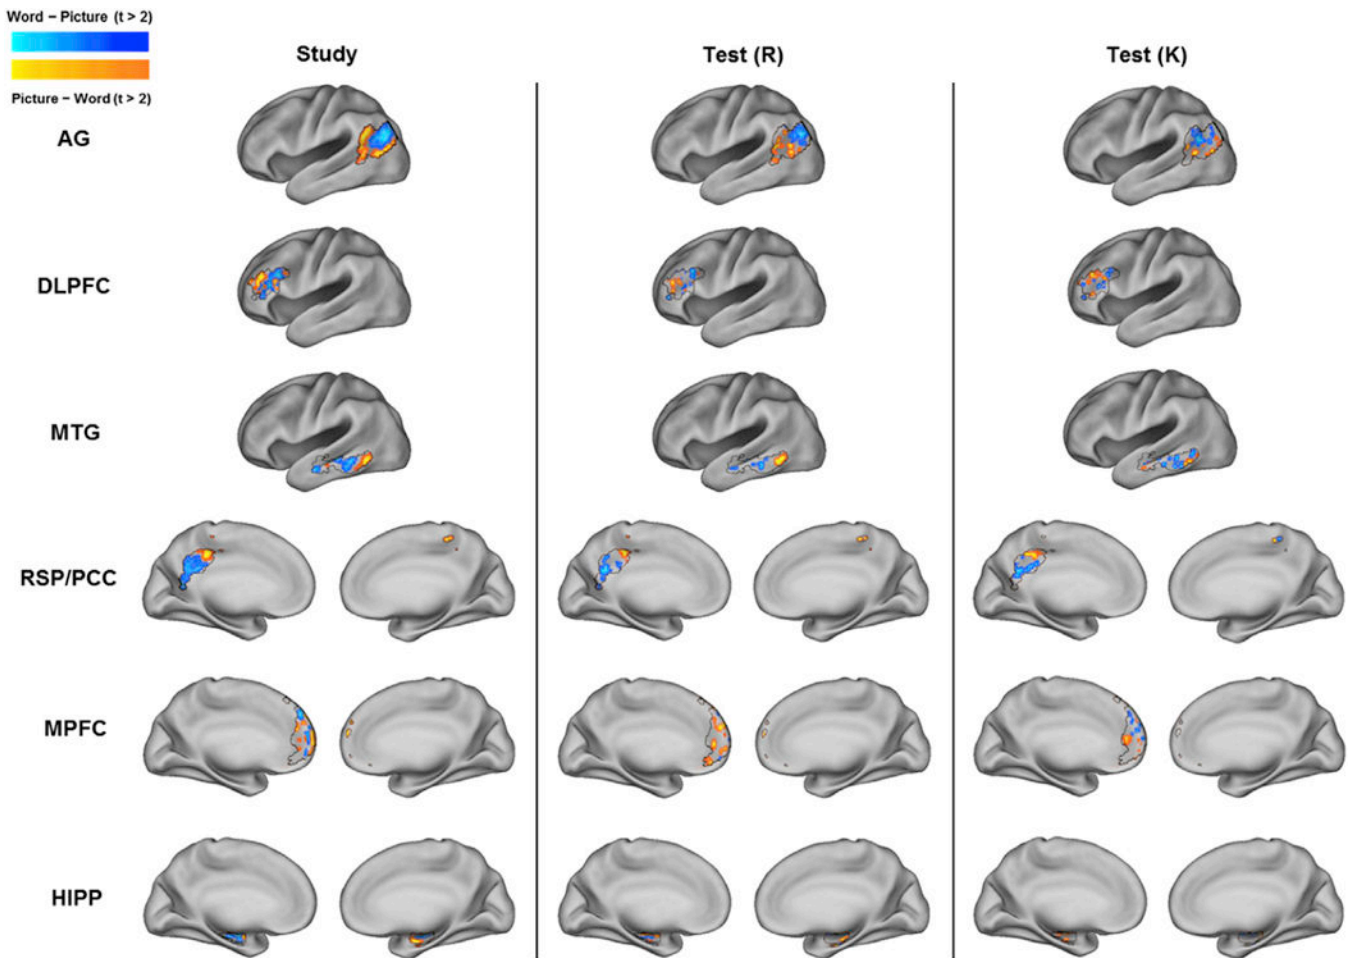 Word − Picture (t > 2)
Picture − Word (t > 2)
Study
Test (R)
Test (K)
AG
DLPFC
MTG
RSP/PCC
MPFC
HIPP